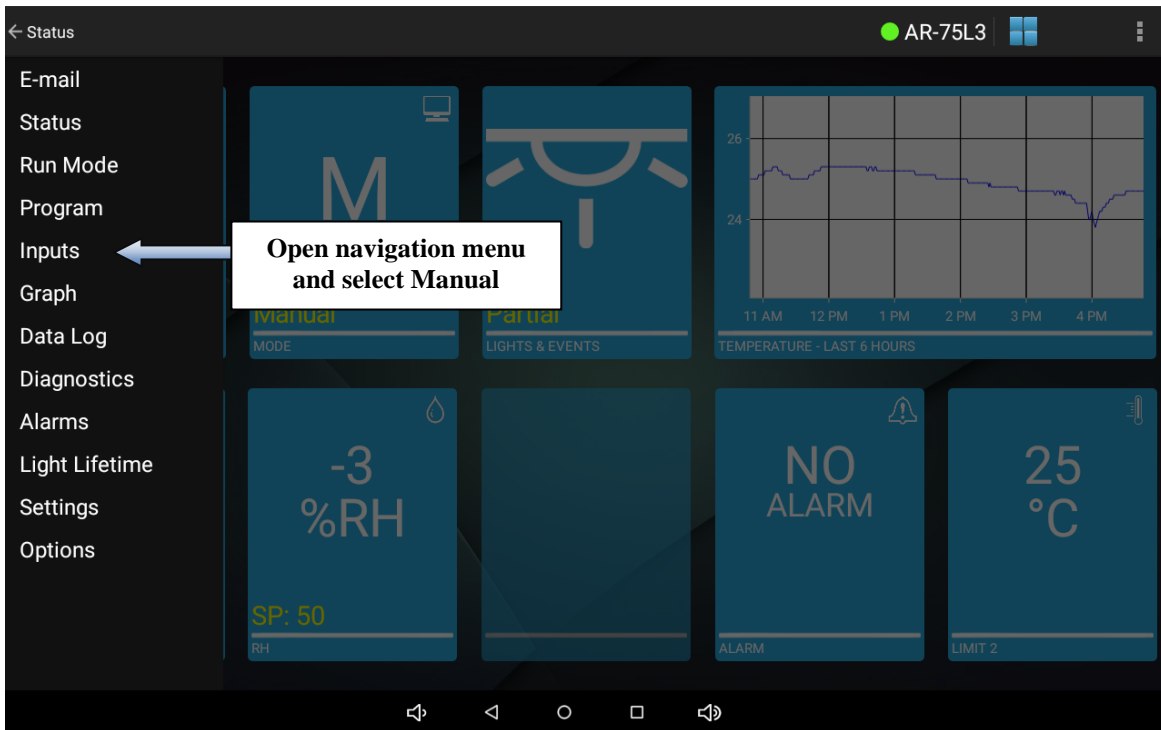 Status
AR-75L3
E-mail
Status
Run Mode
Program
Inputs
Graph
Data Log
Diagnostics
Alarms
Light Lifetime
Settings
Options
Open navigation menu
and select Manual
M
Manual
MODE
Partial
LIGHTS & EVENTS
26
24
11 AM 12 PM 1 PM 2 PM 3 PM 4 PM
TEMPERATURE - LAST 6 HOURS
-3
%RH
SP: 50
RH
NO
ALARM
ALARM
25
°C
LIMIT 2